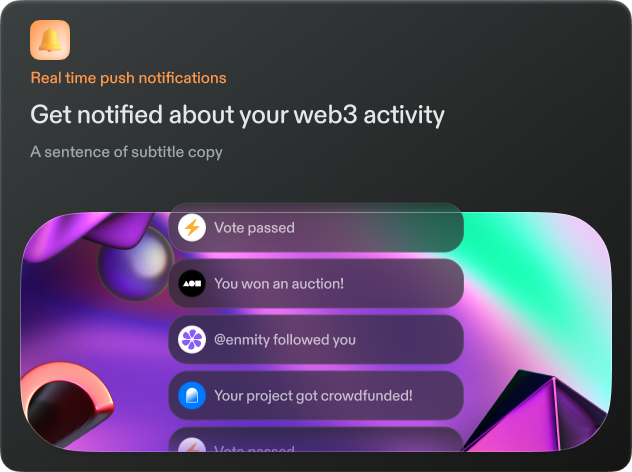 Real time push notifications
Get notified about your web3 activity
A sentence of subtitle copy
Vote passed
You won an auction!
@enmity followed you
Your project got crowdfunded!
Vote passed